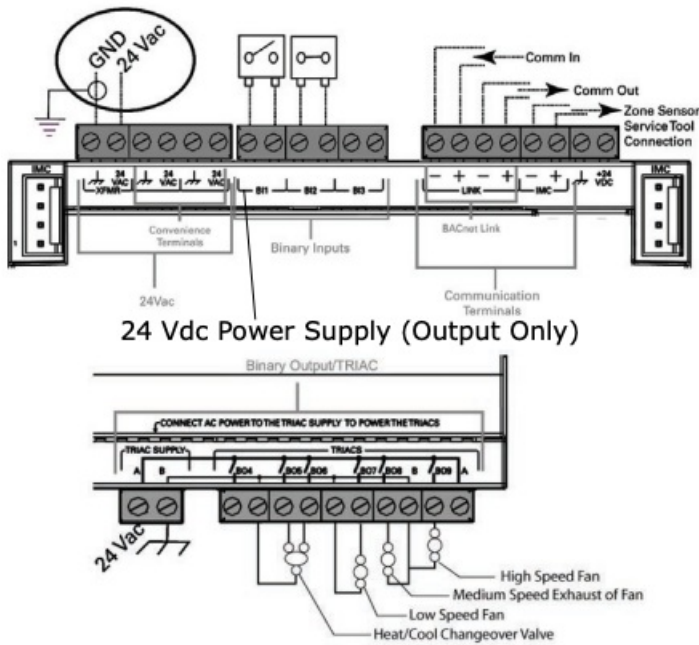 GND
24 Vac
Comm In
Comm Out
Zone Sensor
Service Tool
Connection
IMC
24 VAC
24 VAC
24 VAC
XFMR
BI1
BI2
BI3
− + − + − +
LINK
IMC
+24 VDC
IMC
1
Convenience
Terminals
Binary Inputs
BACnet Link
24Vac
Communication
Terminals
24 Vdc Power Supply (Output Only)
Binary Output/TRIAC
CONNECT AC POWER TO THE TRIAC SUPPLY TO POWER THE TRIACS
TRIAC SUPPLY
TRIACS
A B BO4 BO5 BO6 BO7 BO8 B BO9 A
24 Vac
High Speed Fan
Medium Speed Exhaust of Fan
Low Speed Fan
Heat/Cool Changeover Valve